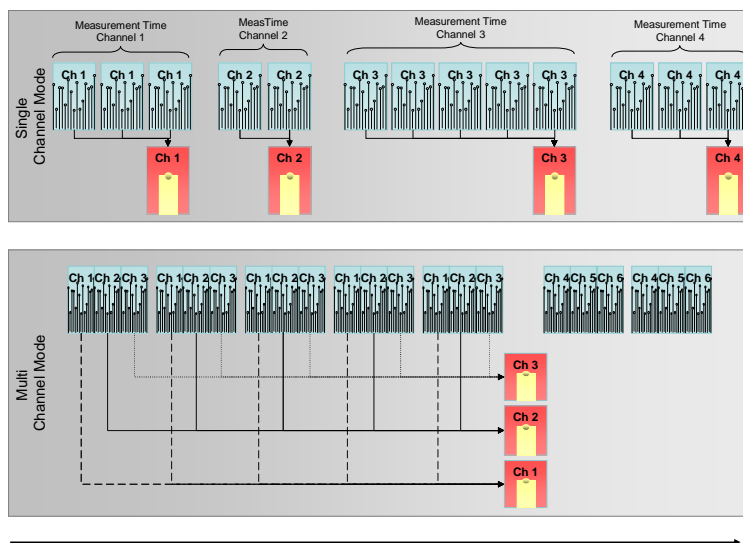 Measurement Time
Channel 1
MeasTime
Channel 2
Measurement Time
Channel 3
Measurement Time
Channel 4
Single
Channel Mode
Ch 1 Ch 1 Ch 1 Ch 2 Ch 2 Ch 3 Ch 3 Ch 3 Ch 3 Ch 3 Ch 4 Ch 4 Ch 4
Ch 1 Ch 2 Ch 3 Ch 4
Multi
Channel Mode
Ch 1 Ch 2 Ch 3 Ch 1 Ch 2 Ch 3 Ch 1 Ch 2 Ch 3 Ch 1 Ch 2 Ch 3 Ch 1 Ch 2 Ch 3 Ch 4 Ch 5 Ch 6 Ch 4 Ch 5 Ch 6
Ch 3
Ch 2
Ch 1